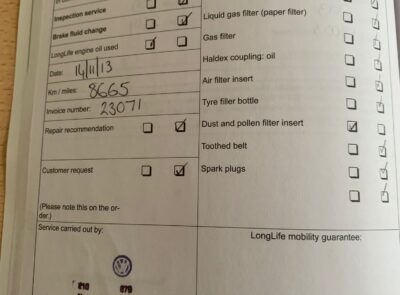 Inspection service
Brake fluid change
LongLife engine oil used
Date: 14/11/13
Km / miles: 8665
Invoice number: 23071
Repair recommendation
Customer request
(Please note this on the or-
der.)
Service carried out by:
Liquid gas filter (paper filter)
Gas filter
Haldex coupling: oil
Air filter insert
Tyre filler bottle
Dust and pollen filter insert
Toothed belt
Spark plugs
LongLife mobility guarantee: